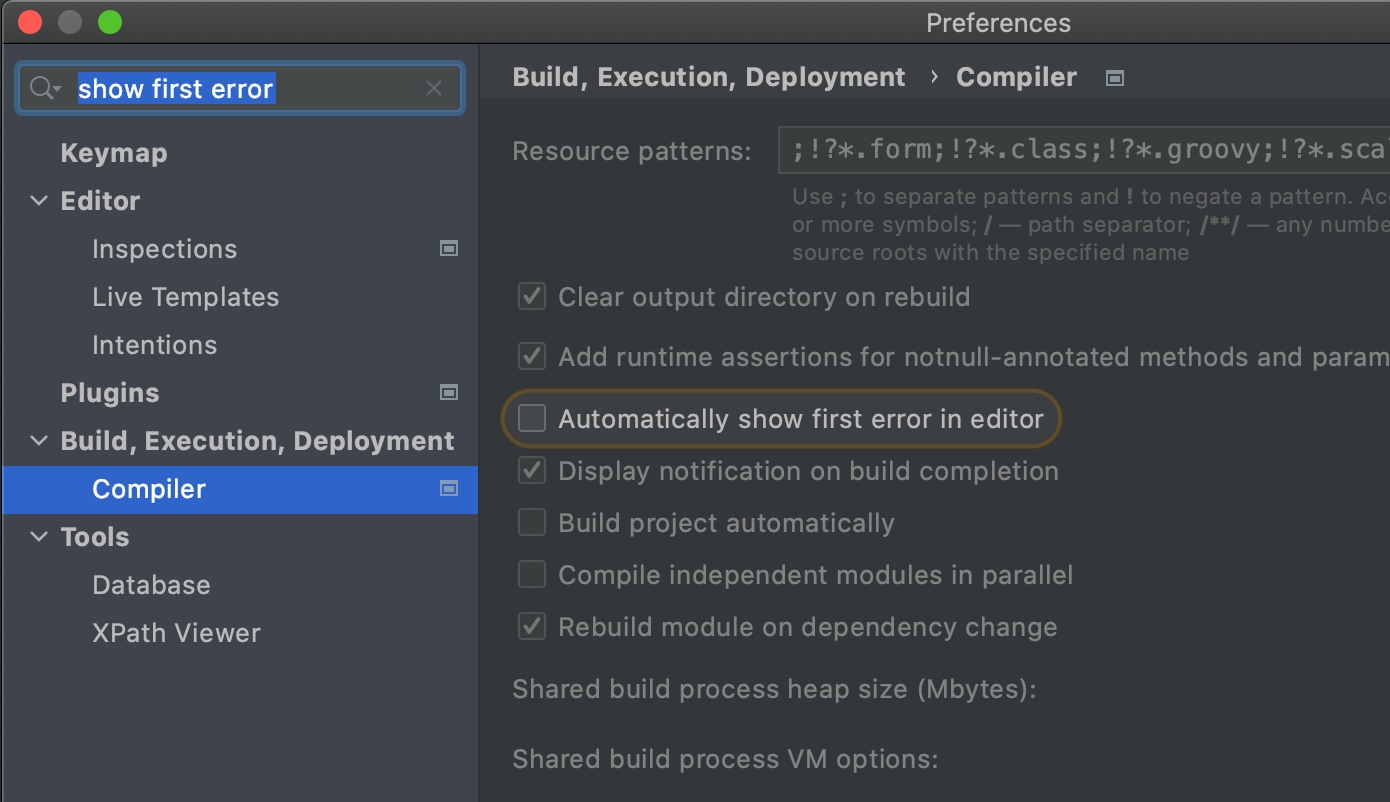 Preferences
show first error
Keymap
Editor
Inspections
Live Templates
Intentions
Plugins
Build, Execution, Deployment
Compiler
Tools
Database
XPath Viewer
Build, Execution, Deployment › Compiler
Resource patterns: ;!?*.form;!?*.class;!?*.groovy;!?*.sca
Use ; to separate patterns and ! to negate a pattern. Ac
or more symbols; / — path separator; /**/ — any numbe
source roots with the specified name
Clear output directory on rebuild
Add runtime assertions for notnull-annotated methods and param
Automatically show first error in editor
Display notification on build completion
Build project automatically
Compile independent modules in parallel
Rebuild module on dependency change
Shared build process heap size (Mbytes):
Shared build process VM options: